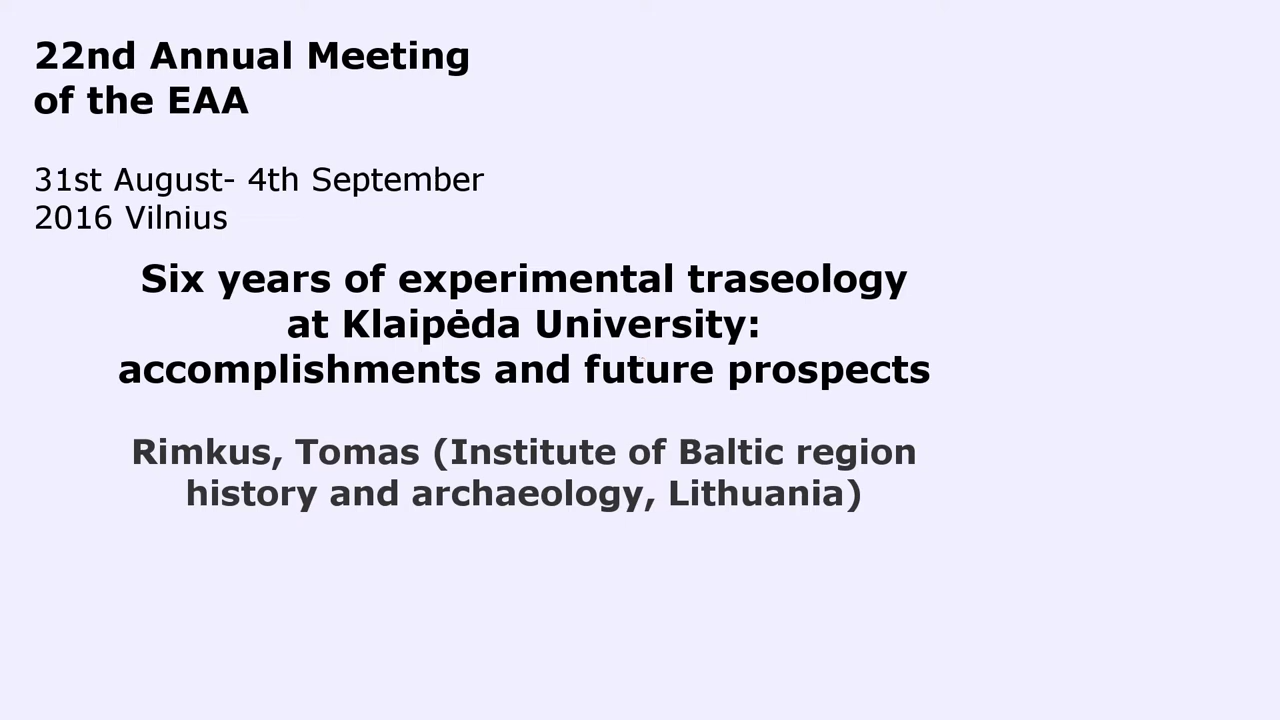 22nd Annual Meeting
of the EAA
31st August- 4th September
2016 Vilnius
Six years of experimental traseology
at Klaipėda University:
accomplishments and future prospects
Rimkus, Tomas (Institute of Baltic region
history and archaeology, Lithuania)